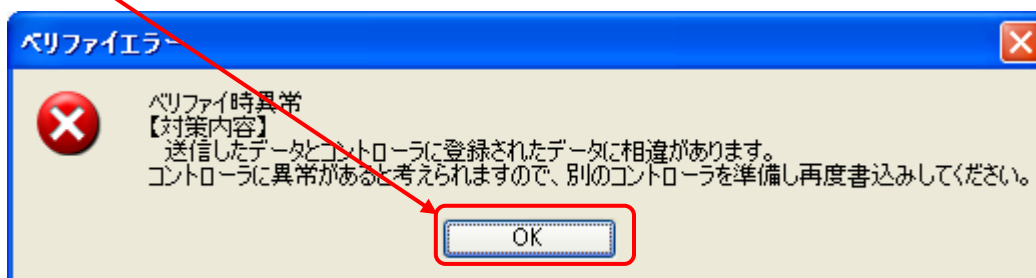 ベリファイエラー
ベリファイ時異常
【対策内容】
送信したデータとコントローラに登録されたデータに相違があります。
コントローラに異常があると考えられますので、別のコントローラを準備し再度書込みしてください。
OK